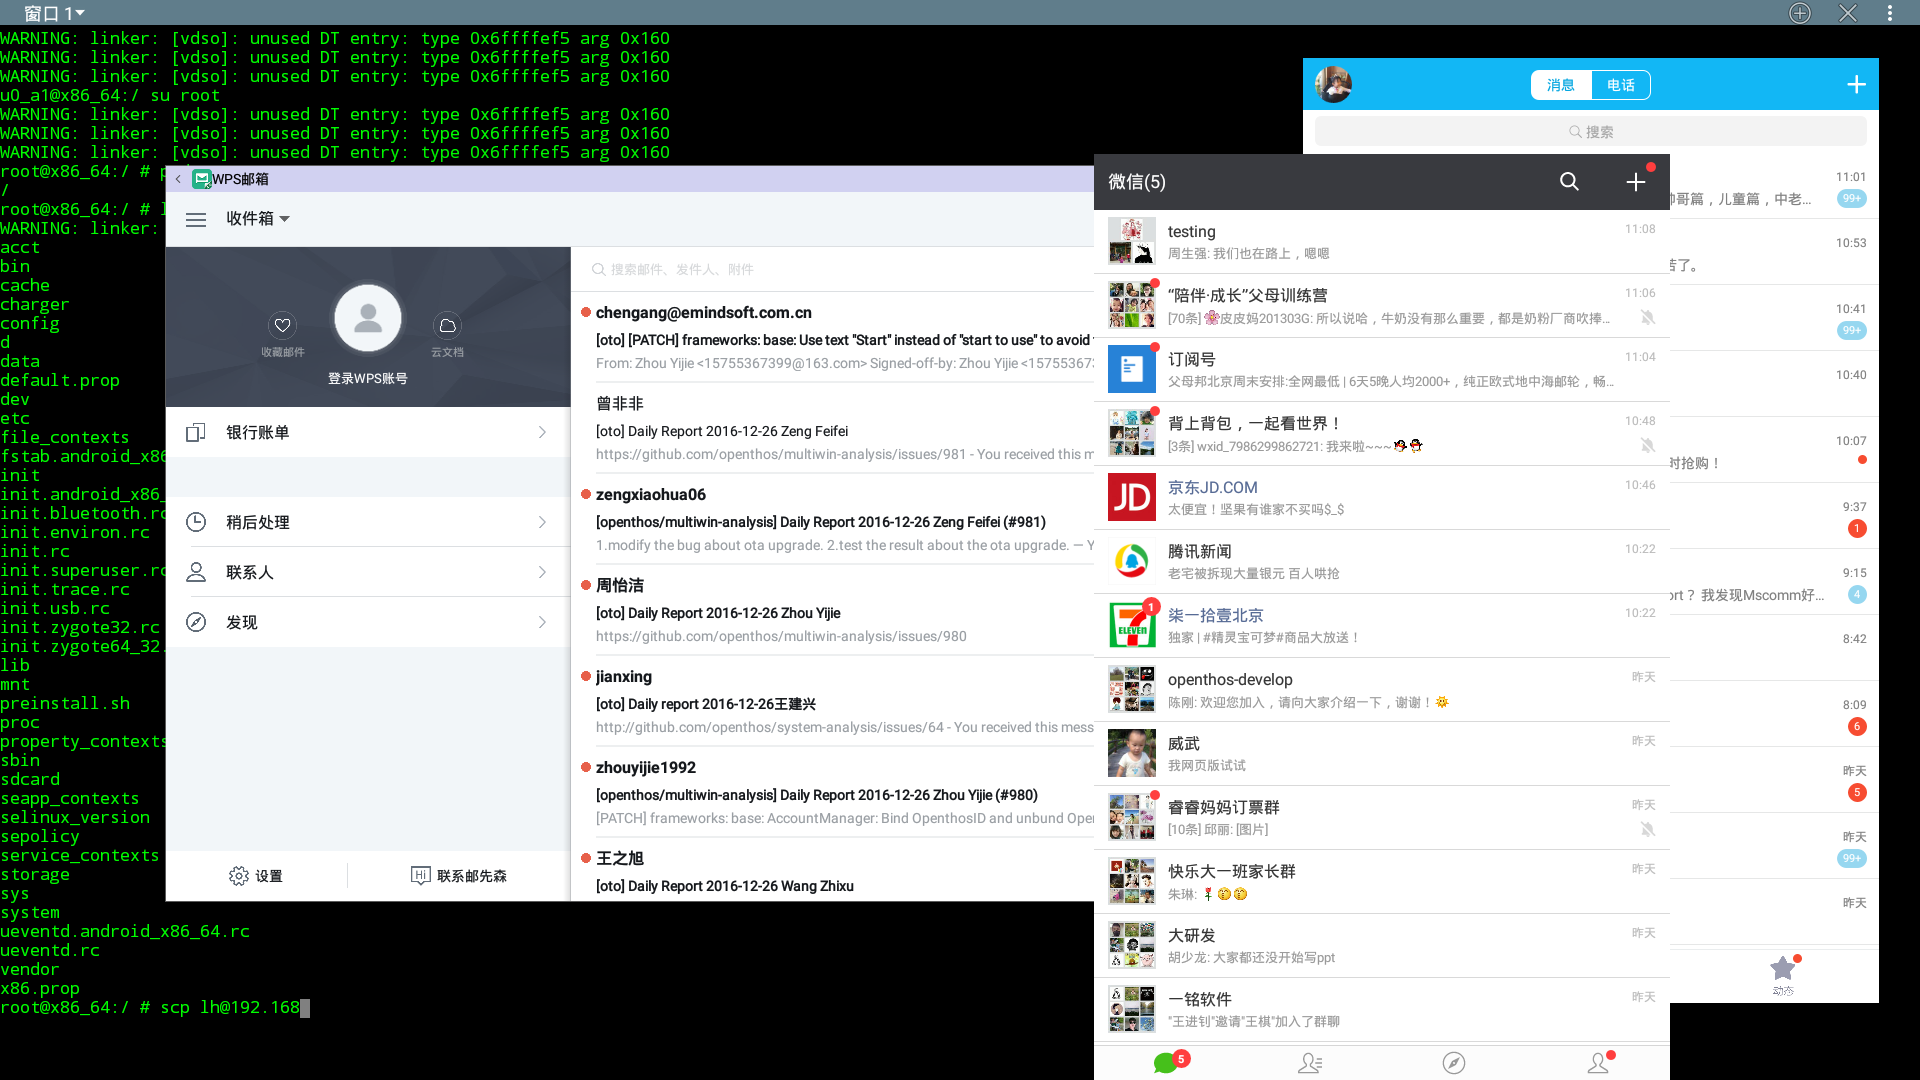 窗口 1
WARNING: linker: [vdso]: unused DT entry: type 0x6ffffef5 arg 0x160
WARNING: linker: [vdso]: unused DT entry: type 0x6ffffef5 arg 0x160
WARNING: linker: [vdso]: unused DT entry: type 0x6ffffef5 arg 0x160
u0_a1@x86_64:/ su root
WARNING: linker: [vdso]: unused DT entry: type 0x6ffffef5 arg 0x160
WARNING: linker: [vdso]: unused DT entry: type 0x6ffffef5 arg 0x160
WARNING: linker: [vdso]: unused DT entry: type 0x6ffffef5 arg 0x160
root@x86_64:/ # p
/
root@x86_64:/ # l
WARNING: linker:
acct
bin
cache
charger
config
d
data
default.prop
dev
etc
file_contexts
fstab.android_x86
init
init.android_x86_
init.bluetooth.rc
init.environ.rc
init.rc
init.superuser.rc
init.trace.rc
init.usb.rc
init.zygote32.rc
init.zygote64_32.
lib
mnt
preinstall.sh
proc
property_contexts
sbin
sdcard
seapp_contexts
selinux_version
sepolicy
service_contexts
storage
sys
system
ueventd.android_x86_64.rc
ueventd.rc
vendor
x86.prop
root@x86_64:/ # scp lh@192.168
WPS邮箱
收件箱
收藏邮件
云文档
登录WPS账号
银行账单
稍后处理
联系人
发现
设置
Hi 联系邮先森
搜索邮件、发件人、附件
chengang@emindsoft.com.cn
[oto] [PATCH] frameworks: base: Use text "Start" instead of "start to use" to avoid
From: Zhou Yijie <15755367399@163.com> Signed-off-by: Zhou Yijie <157553673
曾非非
[oto] Daily Report 2016-12-26 Zeng Feifei
https://github.com/openthos/multiwin-analysis/issues/981 - You received this m
zengxiaohua06
[openthos/multiwin-analysis] Daily Report 2016-12-26 Zeng Feifei (#981)
1.modify the bug about ota upgrade. 2.test the result about the ota upgrade. — Y
周怡洁
[oto] Daily Report 2016-12-26 Zhou Yijie
https://github.com/openthos/multiwin-analysis/issues/980
jianxing
[oto] Daily report 2016-12-26王建兴
http://github.com/openthos/system-analysis/issues/64 - You received this mess
zhouyijie1992
[openthos/multiwin-analysis] Daily Report 2016-12-26 Zhou Yijie (#980)
[PATCH] frameworks: base: AccountManager: Bind OpenthosID and unbund Oper
王之旭
[oto] Daily Report 2016-12-26 Wang Zhixu
微信(5)
testing 11:08
周生强: 我们也在路上，嗯嗯
“陪伴·成长”父母训练营 11:06
[70条] 皮皮妈201303G: 所以说哈，牛奶没有那么重要，都是奶粉厂商吹捧...
订阅号 11:04
父母邦北京周末安排:全网最低 | 6天5晚人均2000+，纯正欧式地中海邮轮，畅...
背上背包，一起看世界！ 10:48
[3条] wxid_7986299862721: 我来啦~~~
JD 京东JD.COM 10:46
太便宜！坚果有谁家不买吗$_$
腾讯新闻 10:22
老宅被拆现大量银元 百人哄抢
7 ELEVEN 1 柒一拾壹北京 10:22
独家 | #精灵宝可梦#商品大放送！
openthos-develop 昨天
陈刚: 欢迎您加入，请向大家介绍一下，谢谢！
威武 昨天
我网页版试试
睿睿妈妈订票群 昨天
[10条] 邱丽: [图片]
快乐大一班家长群 昨天
朱琳:
大研发 昨天
胡少龙: 大家都还没开始写ppt
一铭软件 昨天
"王进钊"邀请"王棋"加入了群聊
5
消息 电话
搜索
11:01
帅哥篇，儿童篇，中老... 99+
10:53
苦了。
10:41
99+
10:40
10:07
时抢购！
9:37
1
9:15
ort？ 我发现Mscomm好... 4
8:42
8:09
6
昨天
5
昨天
99+
昨天
动态